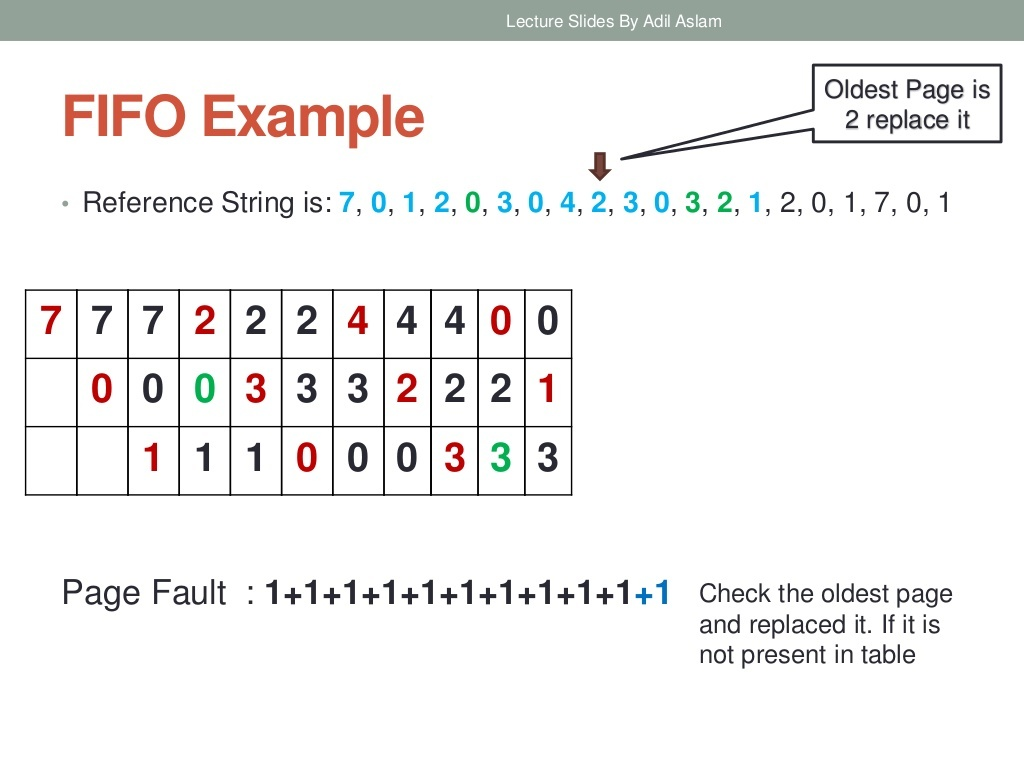 Lecture Slides By Adil Aslam
Oldest Page is
2 replace it
FIFO Example
• Reference String is: 7, 0, 1, 2, 0, 3, 0, 4, 2, 3, 0, 3, 2, 1, 2, 0, 1, 7, 0, 1
7 7 7 2 2 2 4 4 4 0 0
0 0 0 3 3 3 2 2 2 1
1 1 1 0 0 0 3 3 3
Page Fault : 1+1+1+1+1+1+1+1+1+1+1
Check the oldest page
and replaced it. If it is
not present in table